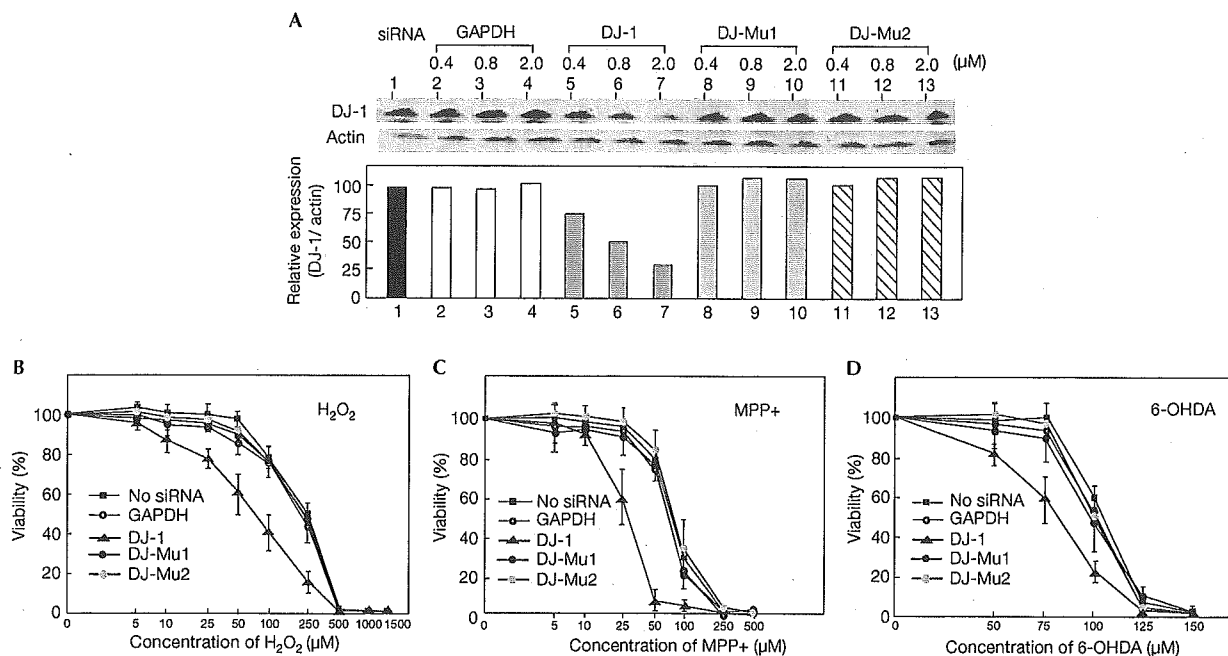 A
siRNA GAPDH DJ-1 DJ-Mu1 DJ-Mu2
0.4 0.8 2.0 0.4 0.8 2.0 0.4 0.8 2.0 0.4 0.8 2.0 (µM)
1 2 3 4 5 6 7 8 9 10 11 12 13
DJ-1
Actin
Relative expression
(DJ-1/ actin)
100
75
50
25
0
1 2 3 4 5 6 7 8 9 10 11 12 13
B
H₂O₂
Viability (%)
100
80
60
40
20
0
No siRNA
GAPDH
DJ-1
DJ-Mu1
DJ-Mu2
0 5 10 25 50 100 250 500 1000 1500
Concentration of H₂O₂ (µM)
C
MPP+
Viability (%)
100
80
60
40
20
0
No siRNA
GAPDH
DJ-1
DJ-Mu1
DJ-Mu2
0 5 10 25 50 100 250 500
Concentration of MPP+ (µM)
D
6-OHDA
Viability (%)
100
80
60
40
20
0
No siRNA
GAPDH
DJ-1
DJ-Mu1
DJ-Mu2
0 50 75 100 125 150
Concentration of 6-OHDA (µM)